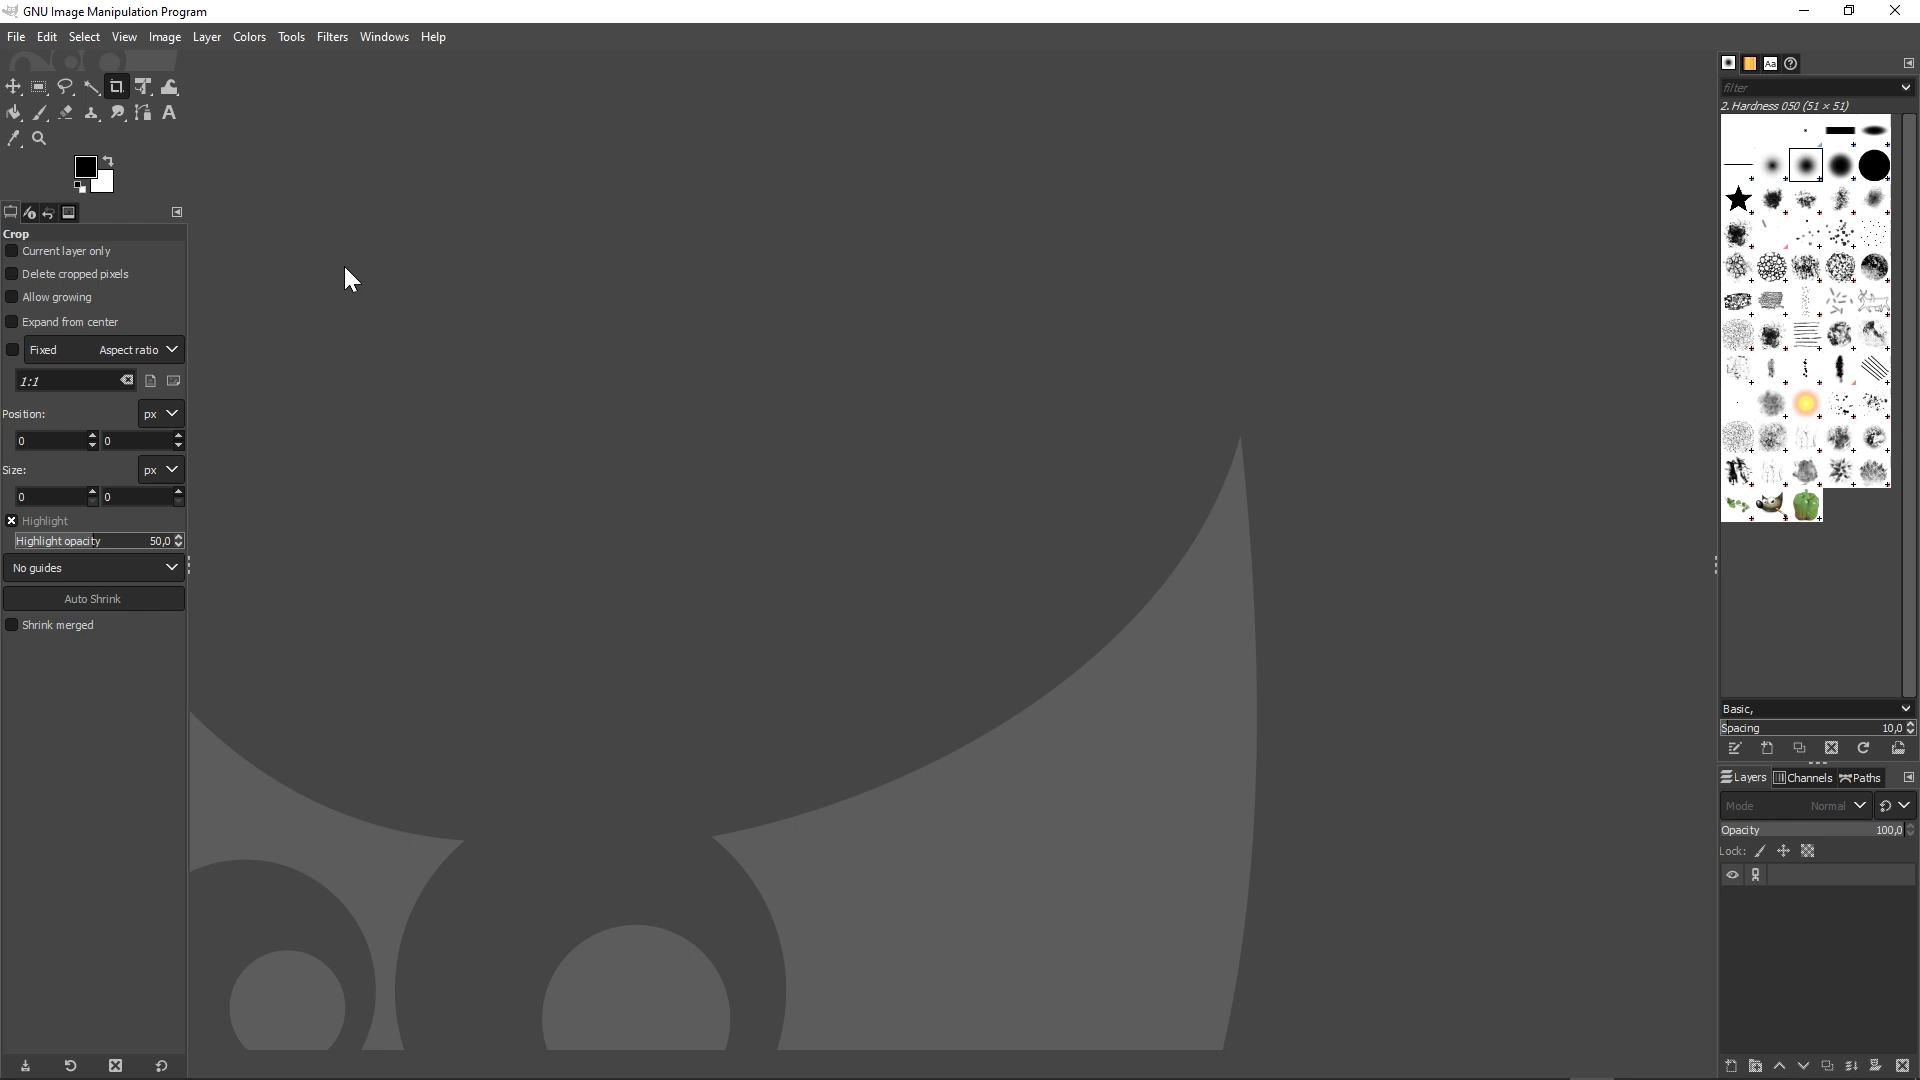 GNU Image Manipulation Program
File Edit Select View Image Layer Colors Tools Filters Windows Help
Crop
Current layer only
Delete cropped pixels
Allow growing
Expand from center
Fixed Aspect ratio
1:1
Position: px
0 0
Size: px
0 0
Highlight
Highlight opacity 50,0
No guides
Auto Shrink
Shrink merged
Aa
filter
2. Hardness 050 (51 × 51)
Basic,
Spacing 10,0
Layers Channels Paths
Mode Normal
Opacity 100,0
Lock: